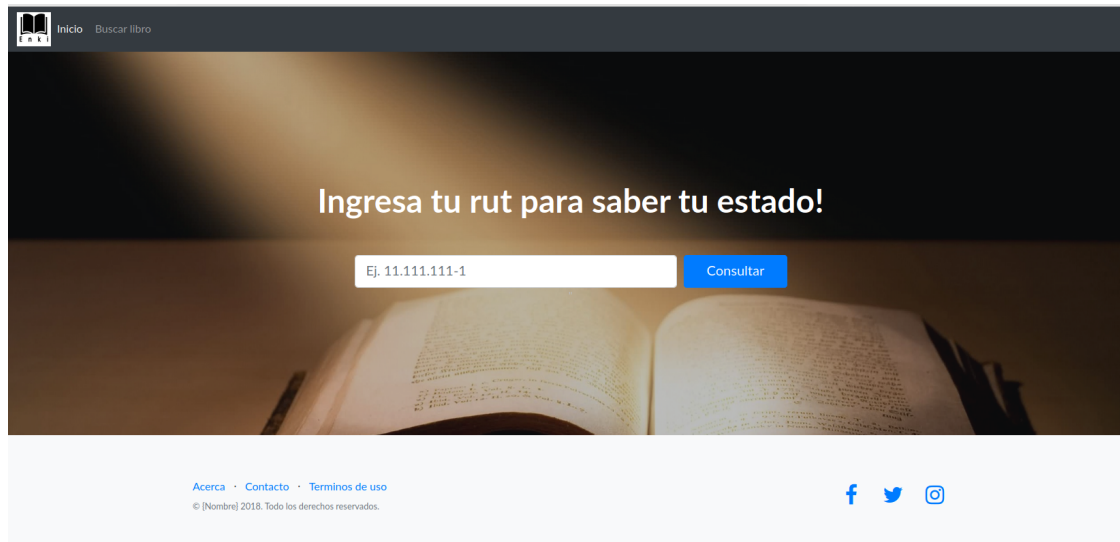 Enki
Inicio
Buscar libro
Ingresa tu rut para saber tu estado!
Ej. 11.111.111-1
Consultar
Acerca · Contacto · Terminos de uso
© [Nombre] 2018. Todo los derechos reservados.